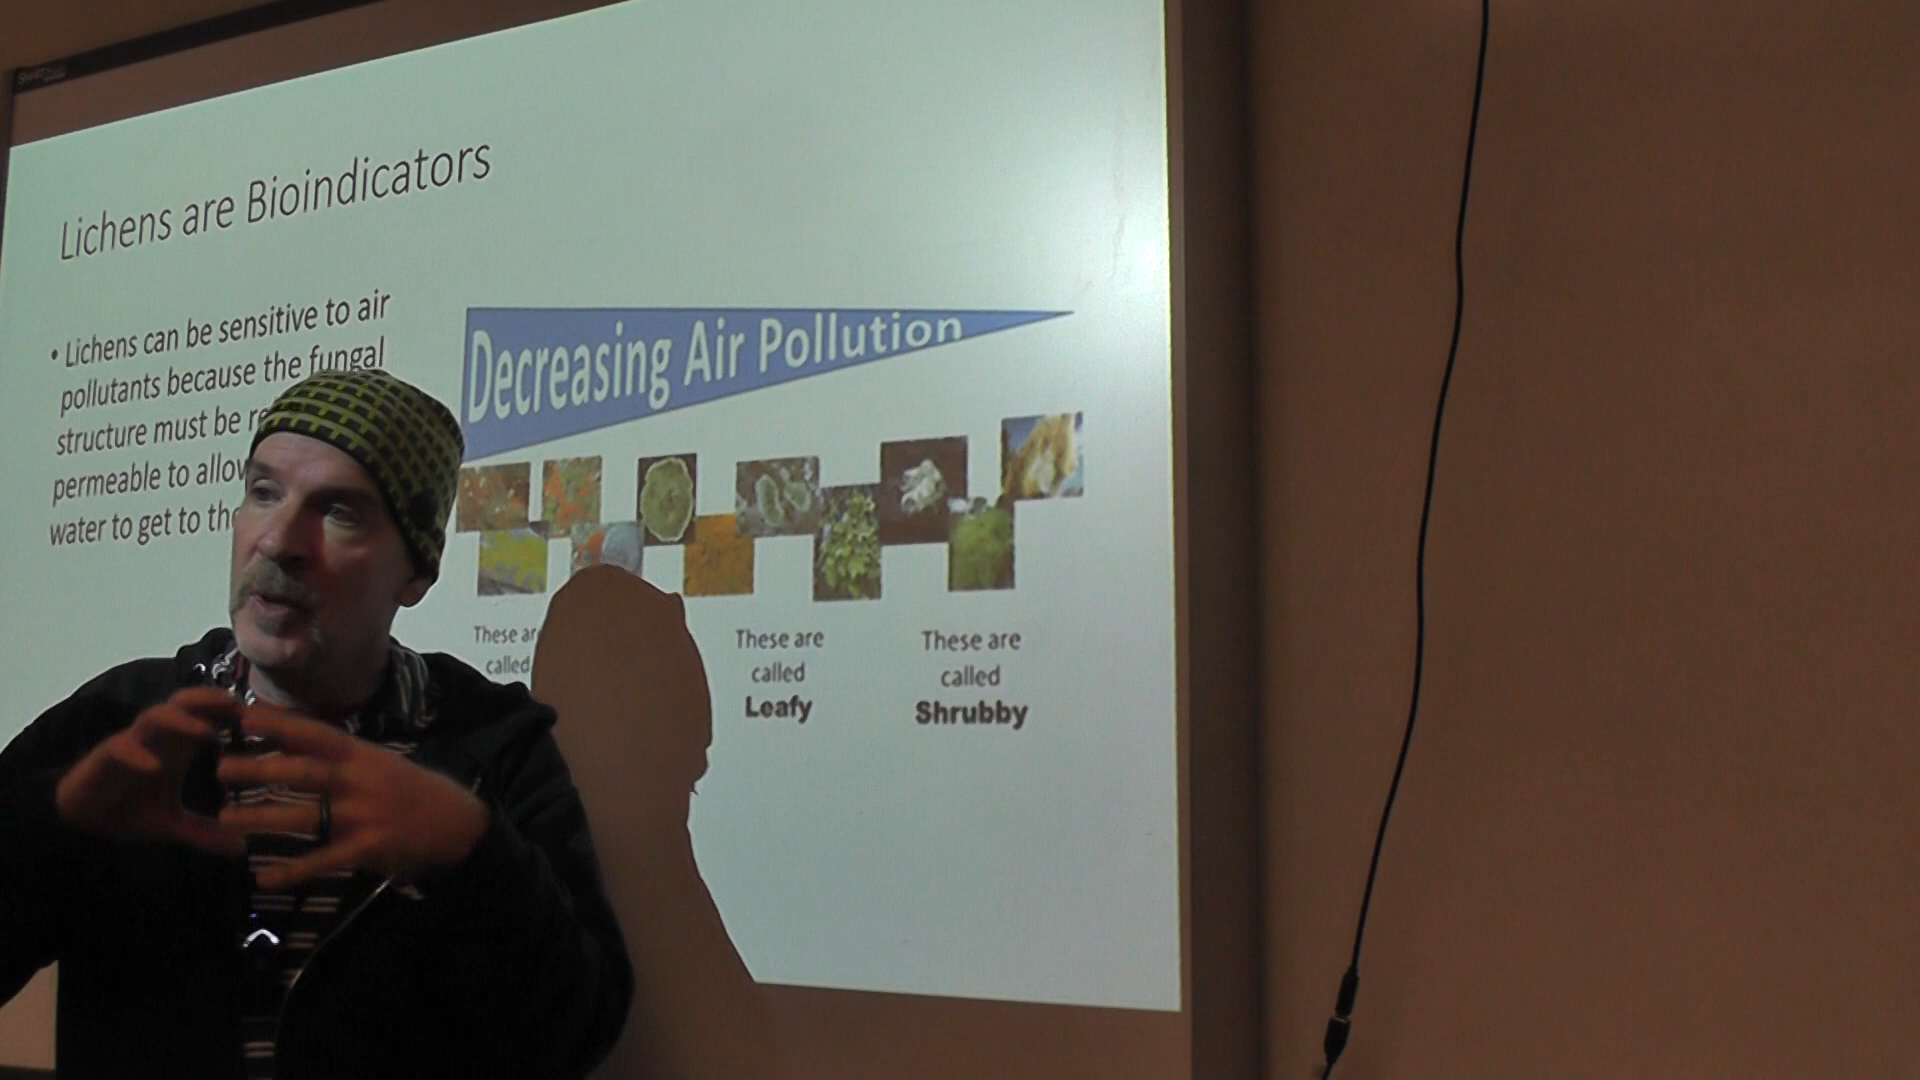 Lichens are Bioindicators
• Lichens can be sensitive to air
pollutants because the fungal
structure must be
permeable to allow
water to get to the
Decreasing Air Pollution
These are
called
These are
called
Leafy
These are
called
Shrubby